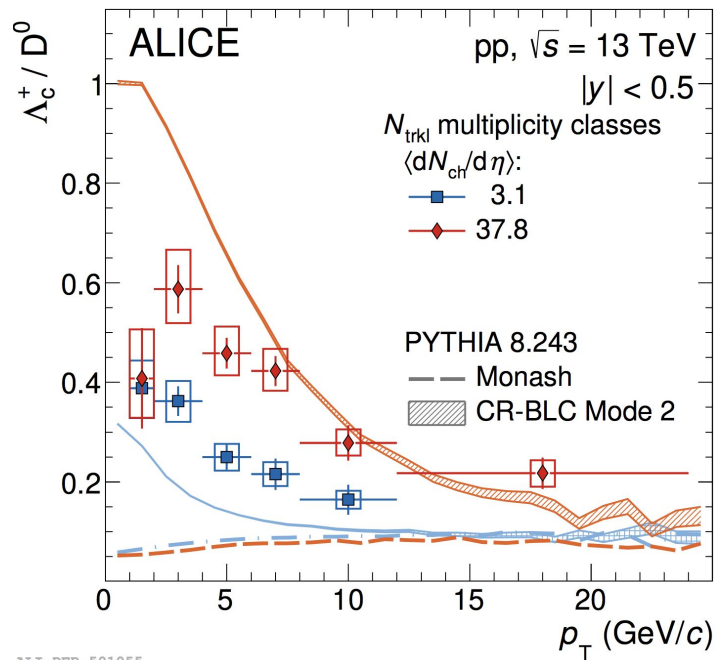 ALICE
pp, √s = 13 TeV
|y| < 0.5
N_trkl multiplicity classes
⟨dN_ch/dη⟩:
3.1
37.8
PYTHIA 8.243
Monash
CR-BLC Mode 2
Λ_c^+ / D^0
1
0.8
0.6
0.4
0.2
0 5 10 15 20
p_T (GeV/c)